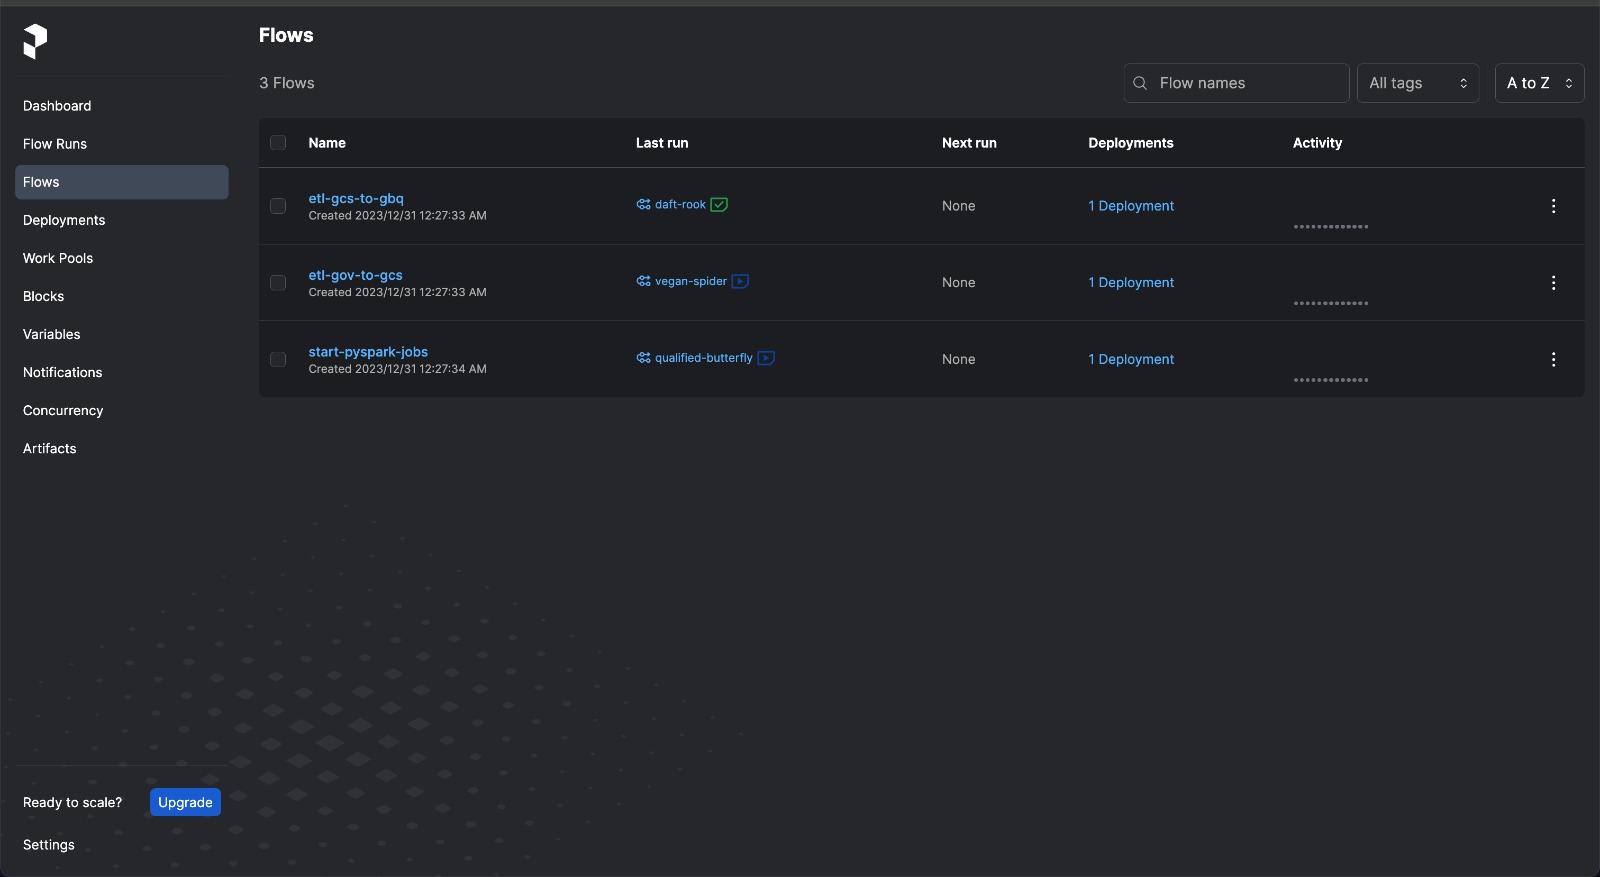 Flows
3 Flows
Flow names
All tags
A to Z
Dashboard
Flow Runs
Flows
Deployments
Work Pools
Blocks
Variables
Notifications
Concurrency
Artifacts
Name Last run Next run Deployments Activity
etl-gcs-to-gbq daft-rook None 1 Deployment
Created 2023/12/31 12:27:33 AM
etl-gov-to-gcs vegan-spider None 1 Deployment
Created 2023/12/31 12:27:33 AM
start-pyspark-jobs qualified-butterfly None 1 Deployment
Created 2023/12/31 12:27:34 AM
Ready to scale? Upgrade
Settings